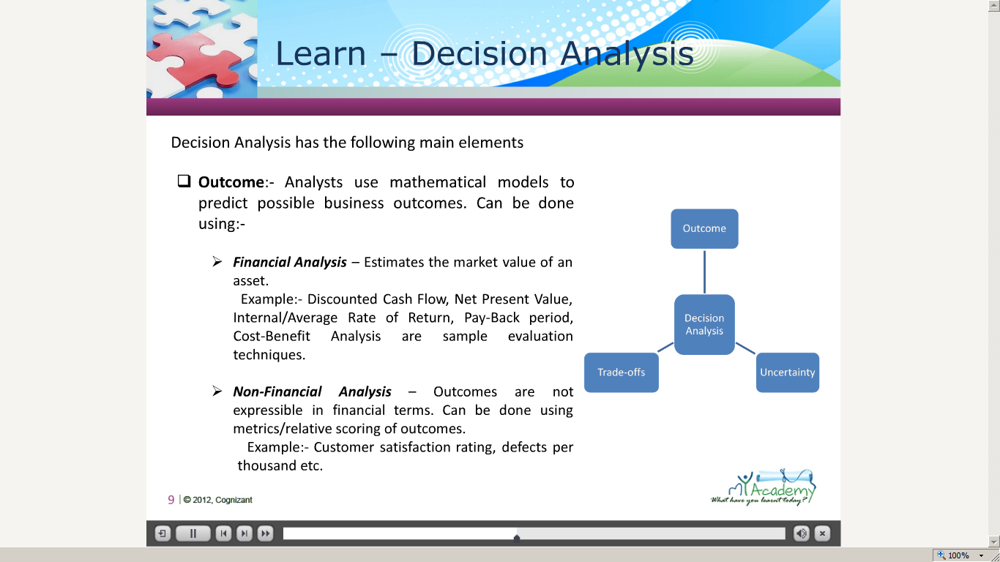 Learn – Decision Analysis
Decision Analysis has the following main elements
❑ Outcome:- Analysts use mathematical models to
predict possible business outcomes. Can be done
using:-
➢ Financial Analysis – Estimates the market value of an
asset.
Example:- Discounted Cash Flow, Net Present Value,
Internal/Average Rate of Return, Pay-Back period,
Cost-Benefit Analysis are sample evaluation
techniques.
➢ Non-Financial Analysis – Outcomes are not
expressible in financial terms. Can be done using
metrics/relative scoring of outcomes.
Example:- Customer satisfaction rating, defects per
thousand etc.
Outcome
Decision
Analysis
Trade-offs
Uncertainty
9 | © 2012, Cognizant
my Academy
What have you learnt today?
100%